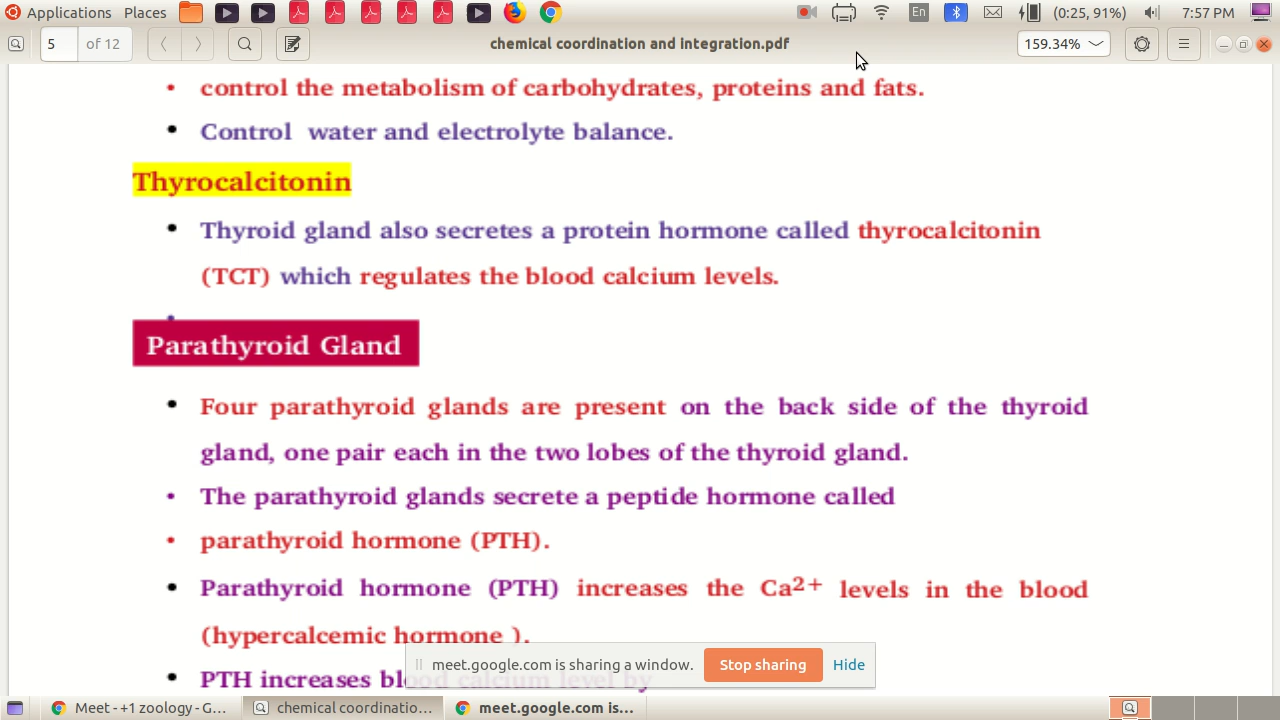 Applications Places En (0:25, 91%) 7:57 PM
5 of 12 chemical coordination and integration.pdf 159.34%
• control the metabolism of carbohydrates, proteins and fats.
• Control water and electrolyte balance.
Thyrocalcitonin
• Thyroid gland also secretes a protein hormone called thyrocalcitonin
(TCT) which regulates the blood calcium levels.
Parathyroid Gland
• Four parathyroid glands are present on the back side of the thyroid
gland, one pair each in the two lobes of the thyroid gland.
• The parathyroid glands secrete a peptide hormone called
• parathyroid hormone (PTH).
• Parathyroid hormone (PTH) increases the Ca2+ levels in the blood
(hypercalcemic hormone ).
meet.google.com is sharing a window. Stop sharing Hide
• PTH increases blood calcium level by
Meet - +1 zoology - G... chemical coordinatio... meet.google.com is...